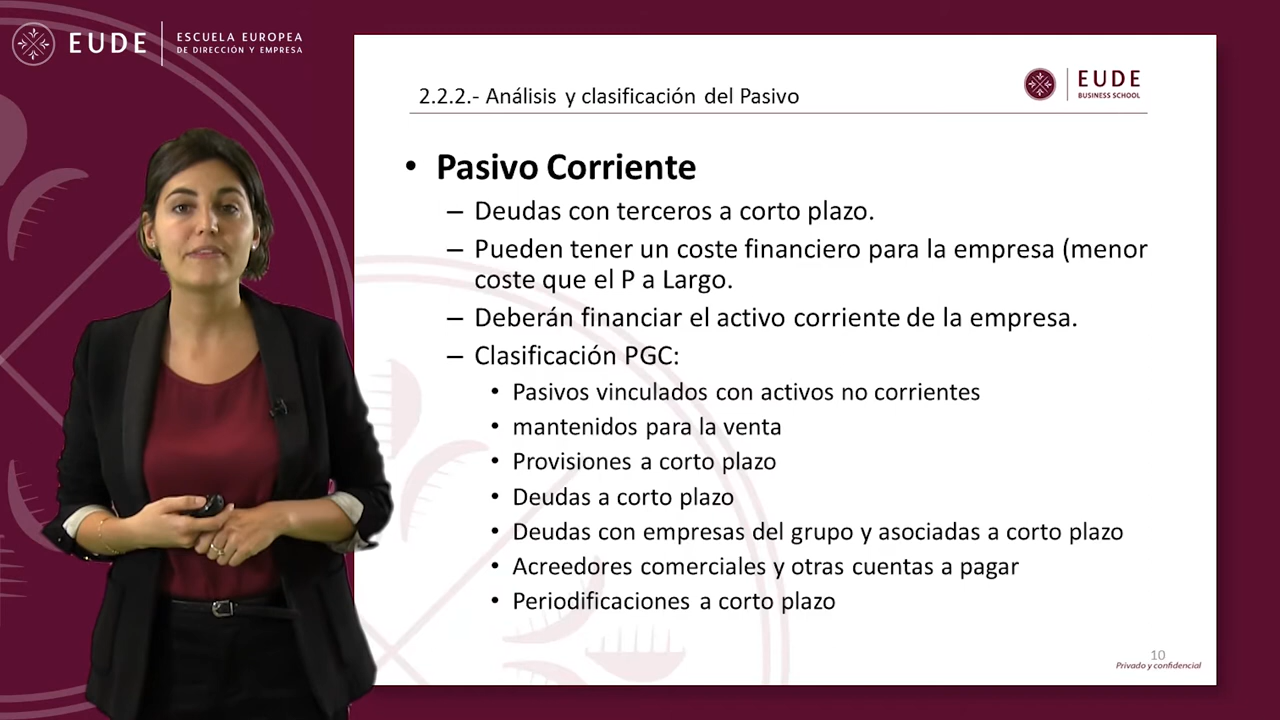 EUDE
ESCUELA EUROPEA
DE DIRECCIÓN Y EMPRESA
2.2.2.- Análisis y clasificación del Pasivo
EUDE
BUSINESS SCHOOL
• Pasivo Corriente
– Deudas con terceros a corto plazo.
– Pueden tener un coste financiero para la empresa (menor
coste que el P a Largo.
– Deberán financiar el activo corriente de la empresa.
– Clasificación PGC:
• Pasivos vinculados con activos no corrientes
• mantenidos para la venta
• Provisiones a corto plazo
• Deudas a corto plazo
• Deudas con empresas del grupo y asociadas a corto plazo
• Acreedores comerciales y otras cuentas a pagar
• Periodificaciones a corto plazo
10
Privado y confidencial